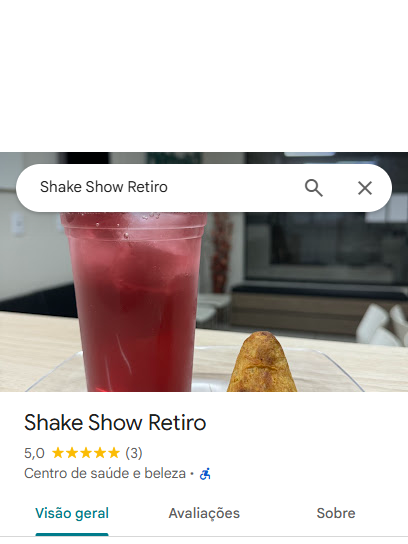 Shake Show Retiro
Shake Show Retiro
5,0 (3)
Centro de saúde e beleza ·
Visão geral Avaliações Sobre